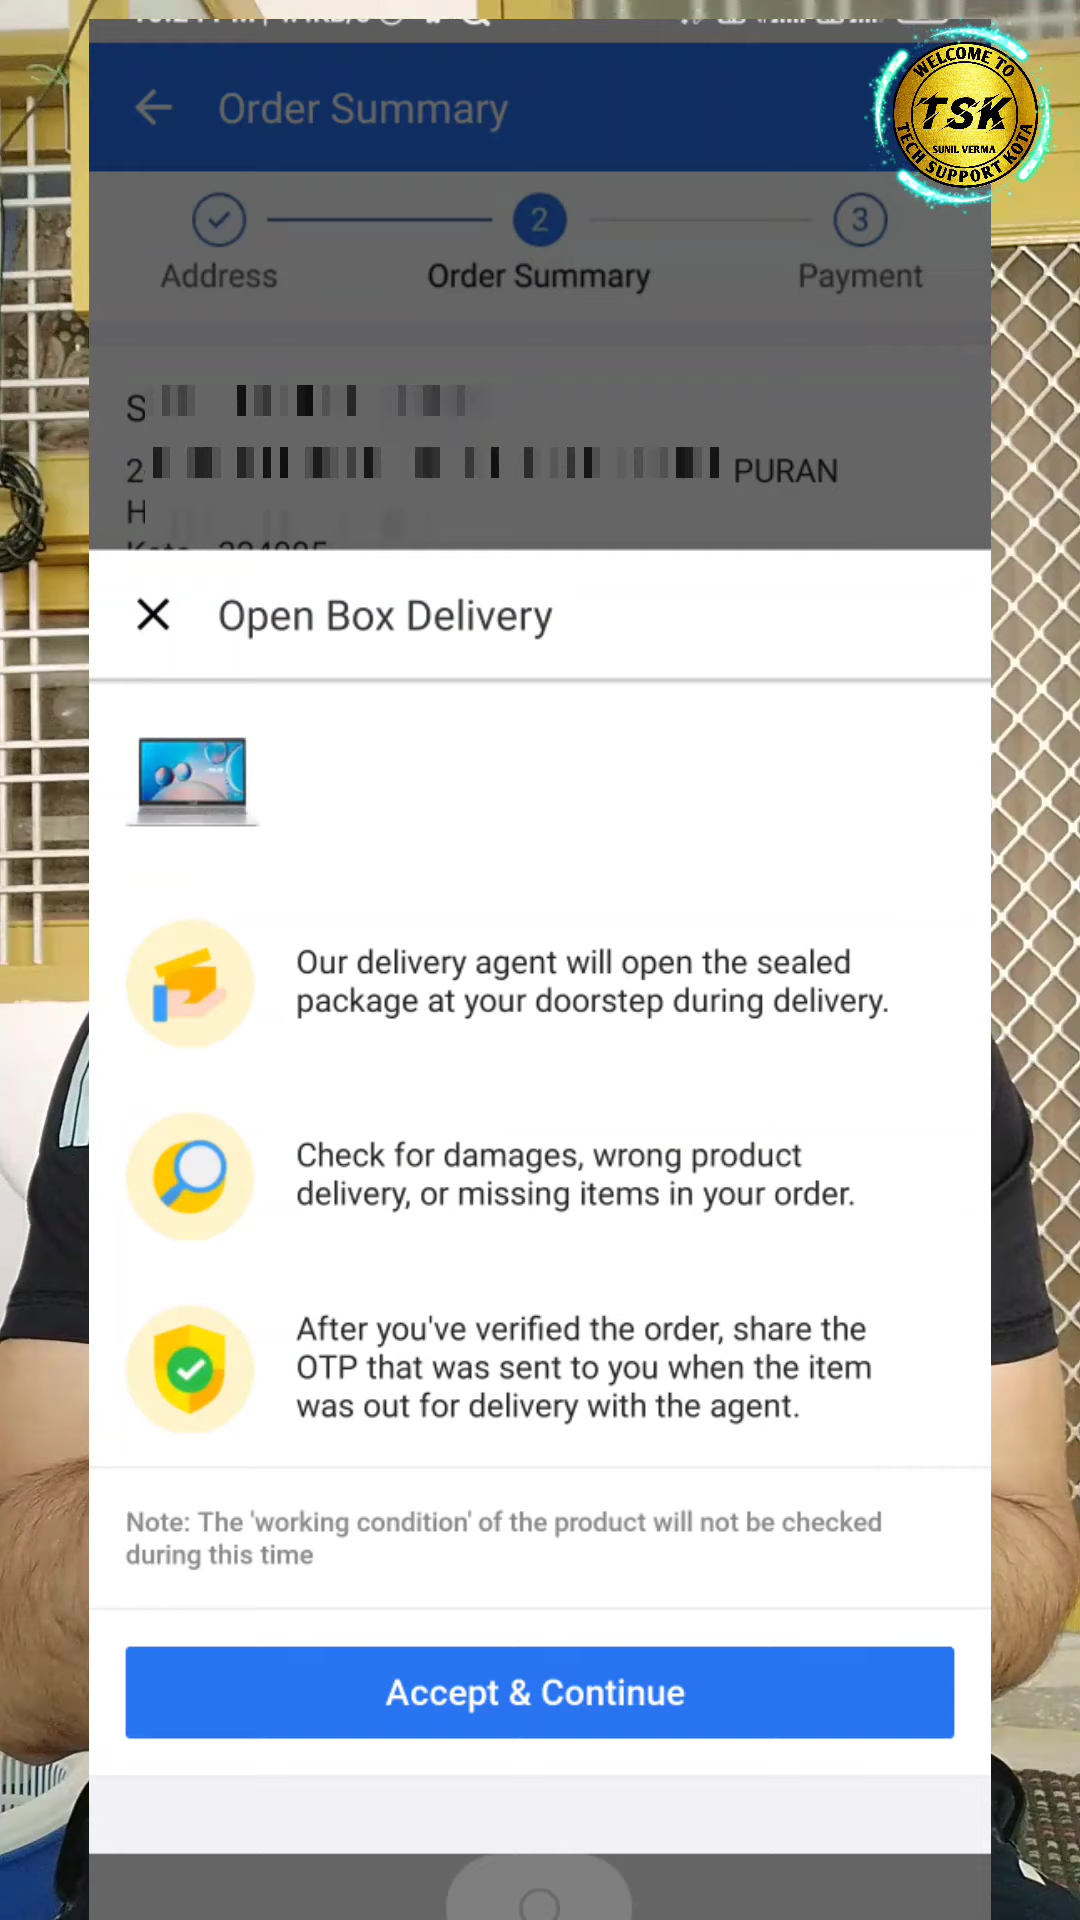 Order Summary
WELCOME TO
TSK
SUNIL VERMA
TECH SUPPORT KOTA
2
3
Address
Order Summary
Payment
S
2
PURAN
H
Open Box Delivery
Our delivery agent will open the sealed
package at your doorstep during delivery.
Check for damages, wrong product
delivery, or missing items in your order.
After you've verified the order, share the
OTP that was sent to you when the item
was out for delivery with the agent.
Note: The 'working condition' of the product will not be checked
during this time
Accept & Continue